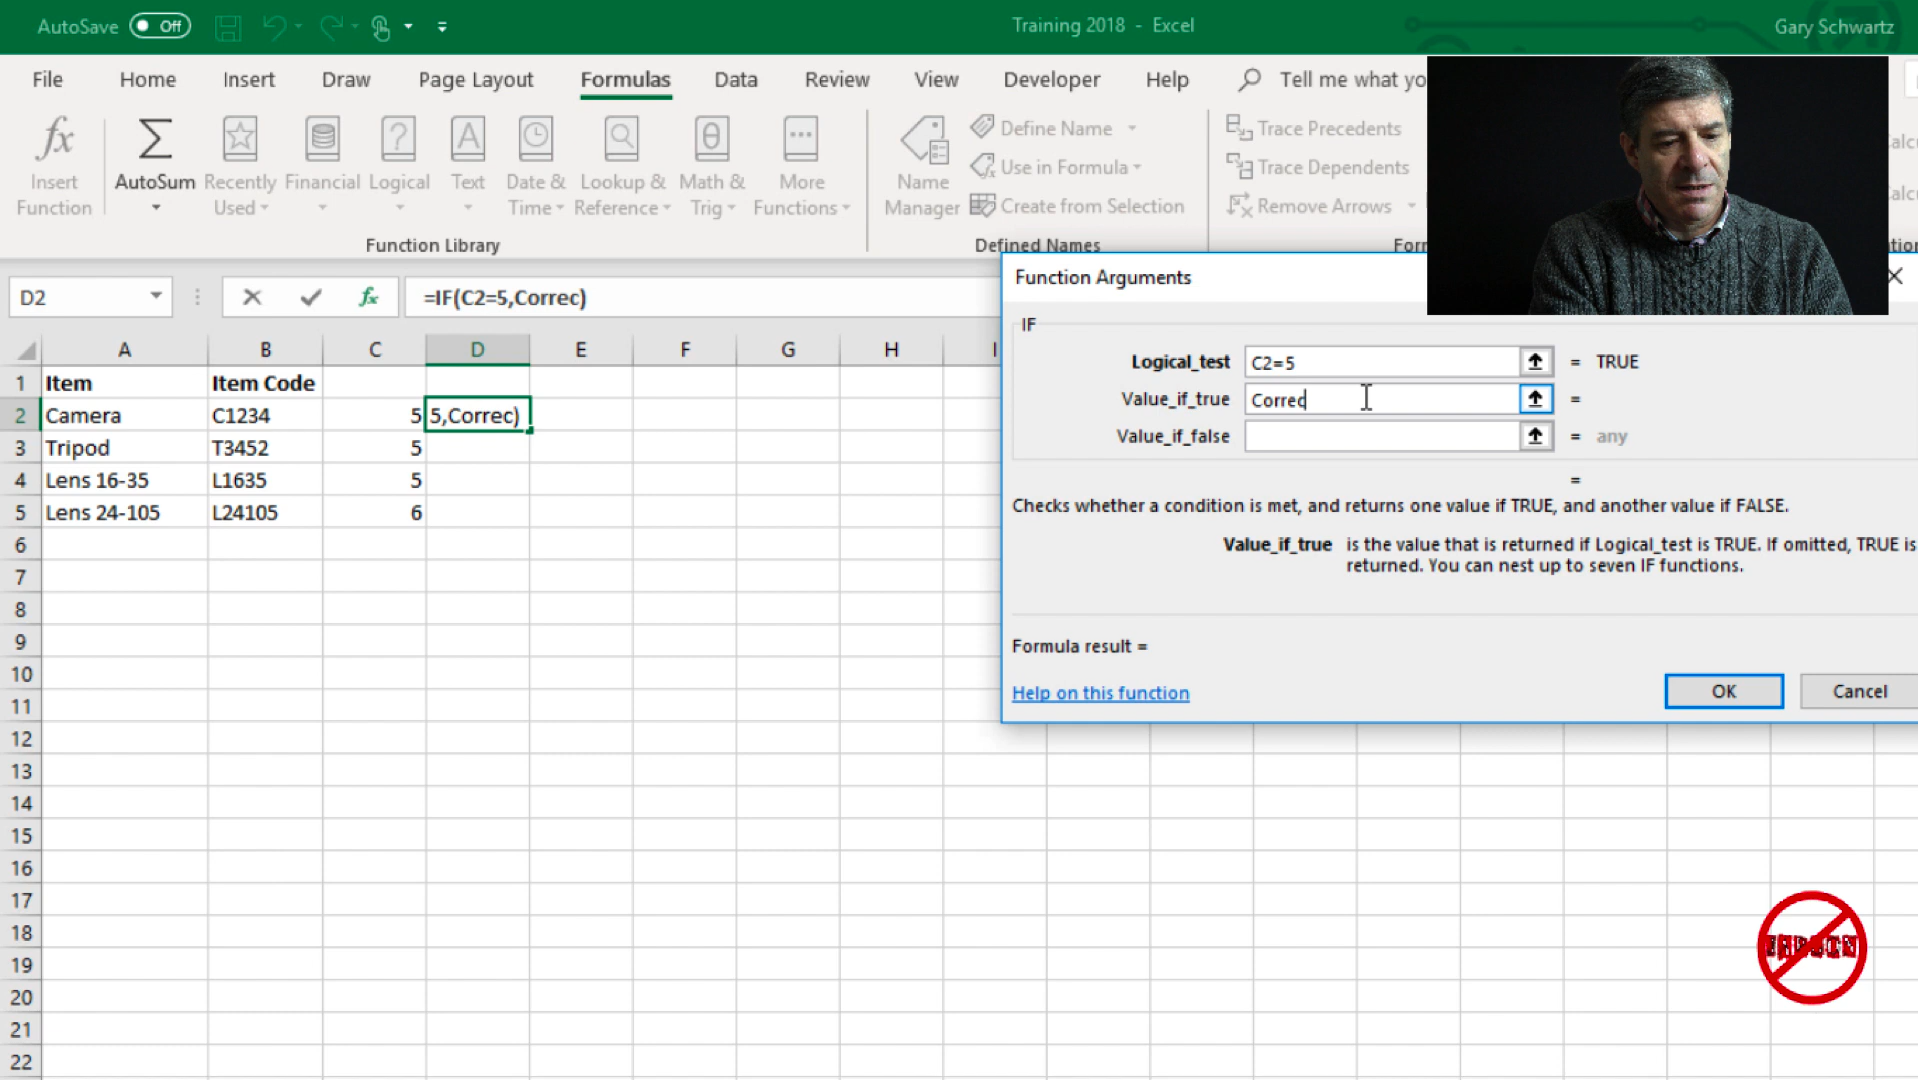 AutoSave Off
Training 2018 - Excel
Gary Schwartz
File Home Insert Draw Page Layout Formulas Data Review View Developer Help Tell me what yo
fx
Insert Function
AutoSum
Recently Used
Financial
Logical
Text
Date & Time
Lookup & Reference
Math & Trig
More Functions
Function Library
Name Manager
Define Name
Use in Formula
Create from Selection
Defined Names
Trace Precedents
Trace Dependents
Remove Arrows
D2 fx =IF(C2=5,Correc)
A B C D E F G H I
1 Item Item Code
2 Camera C1234 5 5,Correc)
3 Tripod T3452 5
4 Lens 16-35 L1635 5
5 Lens 24-105 L24105 6
6
7
8
9
10
11
12
13
14
15
16
17
18
19
20
21
22
Function Arguments
IF
Logical_test C2=5 = TRUE
Value_if_true Correc =
Value_if_false = any
=
Checks whether a condition is met, and returns one value if TRUE, and another value if FALSE.
Value_if_true is the value that is returned if Logical_test is TRUE. If omitted, TRUE is
returned. You can nest up to seven IF functions.
Formula result =
Help on this function
OK Cancel